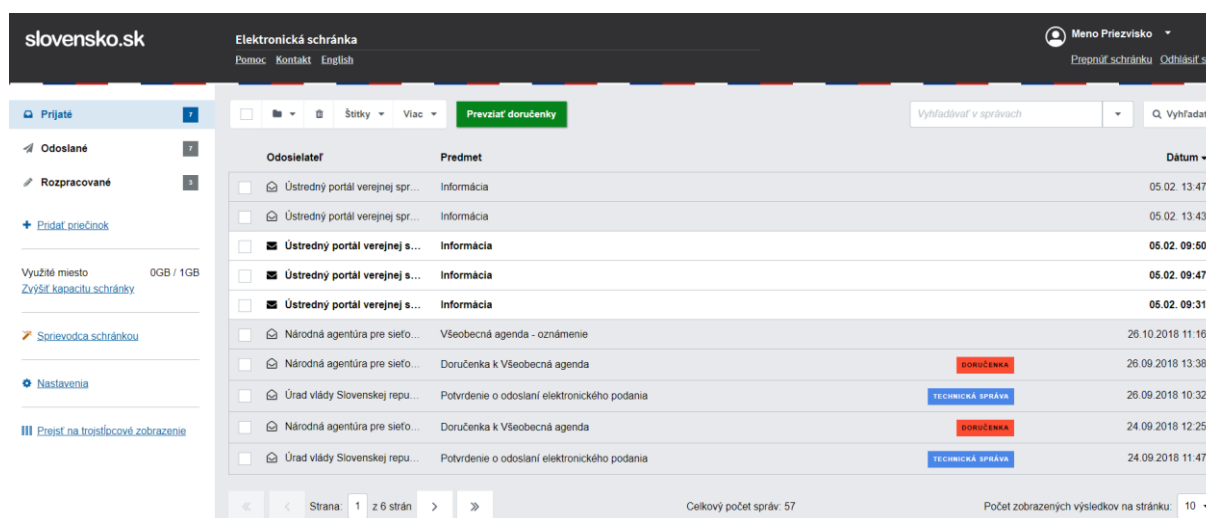 slovensko.sk
Elektronická schránka
Pomoc Kontakt English
Meno Priezvisko
Prepnúť schránku Odhlásiť s
Prijaté 7
Odoslané 7
Rozpracované 3
Pridať priečinok
Využité miesto 0GB / 1GB
Zvýšiť kapacitu schránky
Sprievodca schránkou
Nastavenia
Prejsť na trojstĺpcové zobrazenie
Štítky Viac Prevziať doručenky Vyhľadávať v správach Vyhľadať
Odosielateľ Predmet Dátum
Ústredný portál verejnej spr... Informácia 05.02. 13:47
Ústredný portál verejnej spr... Informácia 05.02. 13:43
Ústredný portál verejnej s... Informácia 05.02. 09:50
Ústredný portál verejnej s... Informácia 05.02. 09:47
Ústredný portál verejnej s... Informácia 05.02. 09:31
Národná agentúra pre sieťo... Všeobecná agenda - oznámenie 26.10.2018 11:16
Národná agentúra pre sieťo... Doručenka k Všeobecná agenda DORUČENKA 26.09.2018 13:38
Úrad vlády Slovenskej repu... Potvrdenie o odoslaní elektronického podania TECHNICKÁ SPRÁVA 26.09.2018 10:32
Národná agentúra pre sieťo... Doručenka k Všeobecná agenda DORUČENKA 24.09.2018 12:25
Úrad vlády Slovenskej repu... Potvrdenie o odoslaní elektronického podania TECHNICKÁ SPRÁVA 24.09.2018 11:47
Strana: 1 z 6 strán Celkový počet správ: 57 Počet zobrazených výsledkov na stránku: 10